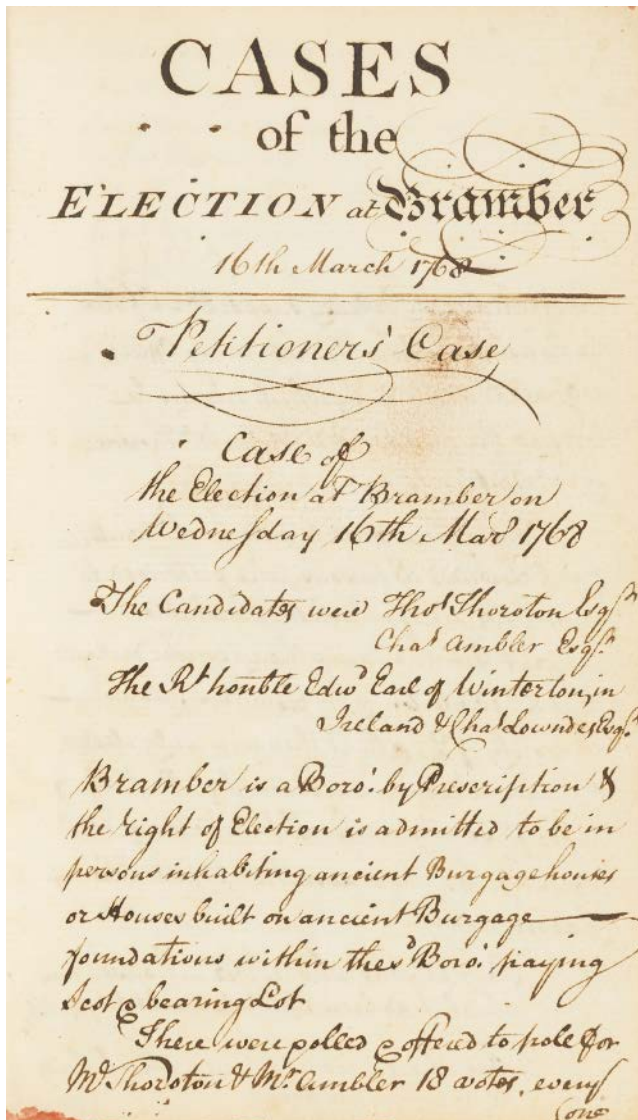 CASES
of the
ELECTION at Bramber
16th March 1768
Petitioners' Case
Case of
the Election at Bramber on
Wednesday 16th Mar 1768
The Candidates were Thos Thoroton Esqr
Chas Ambler Esqr
The Rt honble Edwd Earl of Winterton, in
Ireland & Chas Lowndes Esqr
Bramber is a Boro: by Prescription &
the right of Election is admitted to be in
persons inhabiting ancient Burgage houses
or Houses built on ancient Burgage
foundations within the sd Boro: paying
Scot & bearing Lot
There were polled & offered to pole for
Mr Thoroton & Mr Ambler 18 votes, every
(one